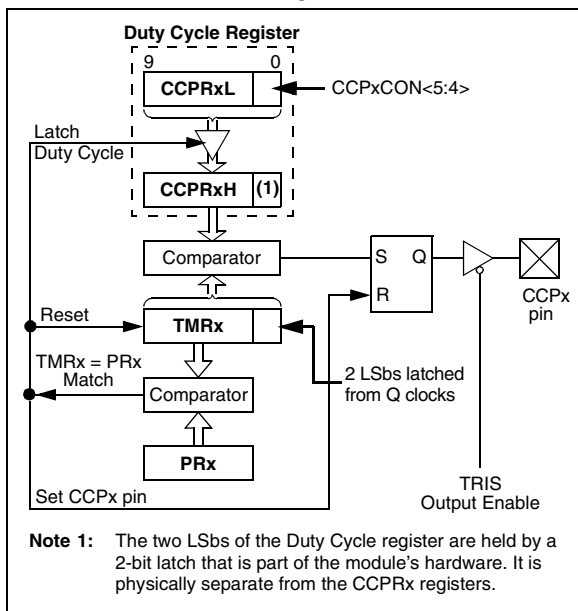 Duty Cycle Register
9 0
CCPRxL
CCPxCON<5:4>
Latch
Duty Cycle
CCPRxH (1)
Comparator
S Q
R
CCPx
pin
Reset
TMRx
TMRx = PRx
Match
2 LSbs latched
from Q clocks
Comparator
PRx
Set CCPx pin
TRIS
Output Enable
Note 1: The two LSbs of the Duty Cycle register are held by a
2-bit latch that is part of the module's hardware. It is
physically separate from the CCPRx registers.